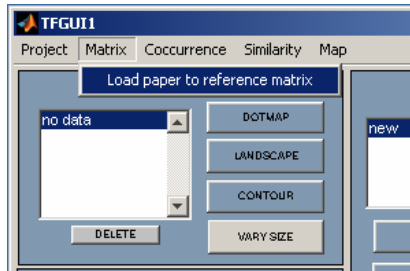 TFGUI1
Project Matrix Coccurrence Similarity Map
Load paper to reference matrix
no data
DOTMAP
new
LANDSCAPE
CONTOUR
DELETE
VARY SIZE